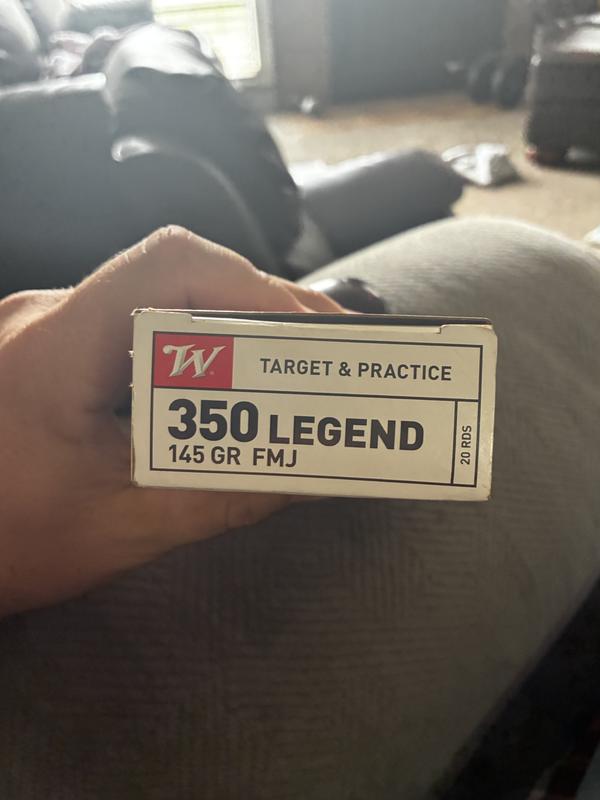 W
TARGET & PRACTICE
350 LEGEND
145 GR FMJ
20 RDS